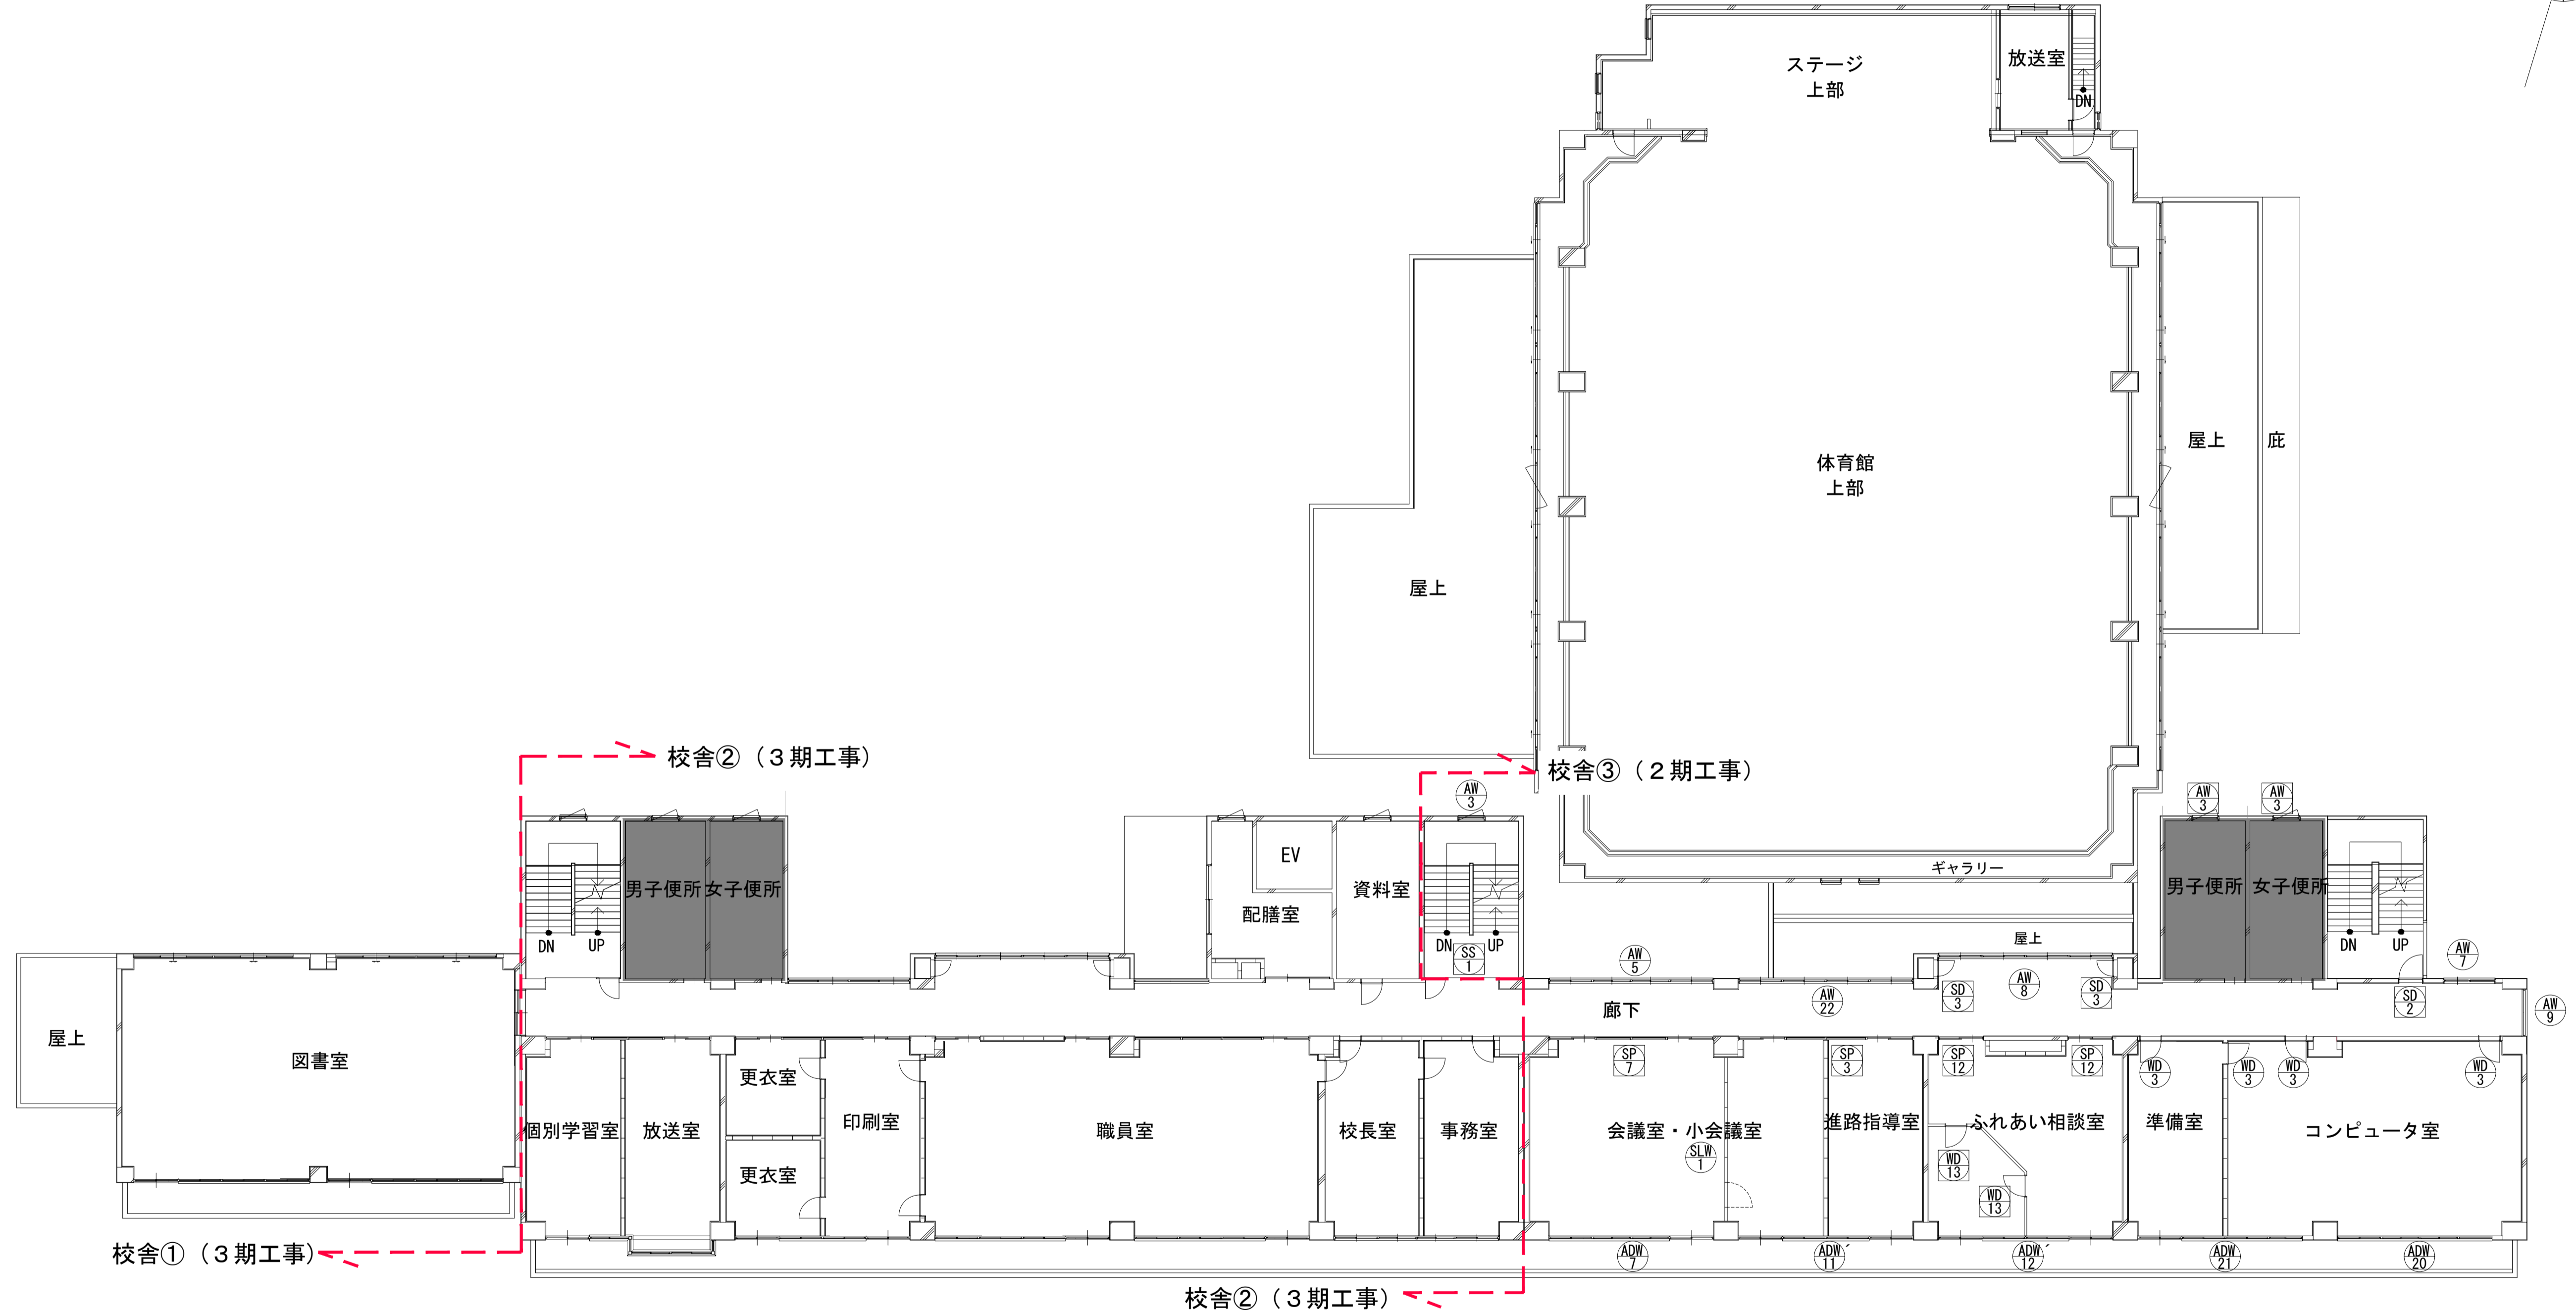 ステージ
上部
放送室
DN
体育館
上部
屋上
庇
屋上
校舎②（３期工事）
校舎③（２期工事）
AW
3
AW
3
AW
3
EV
ギャラリー
男子便所
女子便所
資料室
男子便所
女子便所
配膳室
DN
UP
DN
UP
SS
1
屋上
DN
UP
AW
5
AW
7
AW
22
SD
3
AW
8
SD
3
SD
2
AW
9
廊下
屋上
図書室
SP
7
SP
3
SP
12
SP
12
WD
3
WD
3
WD
3
WD
3
更衣室
個別学習室
放送室
印刷室
職員室
校長室
事務室
会議室・小会議室
進路指導室
ふれあい相談室
準備室
コンピュータ室
SLW
1
WD
13
更衣室
WD
13
校舎①（３期工事）
ADW
7
ADW´
11
ADW´
12
ADW
21
ADW
20
校舎②（３期工事）